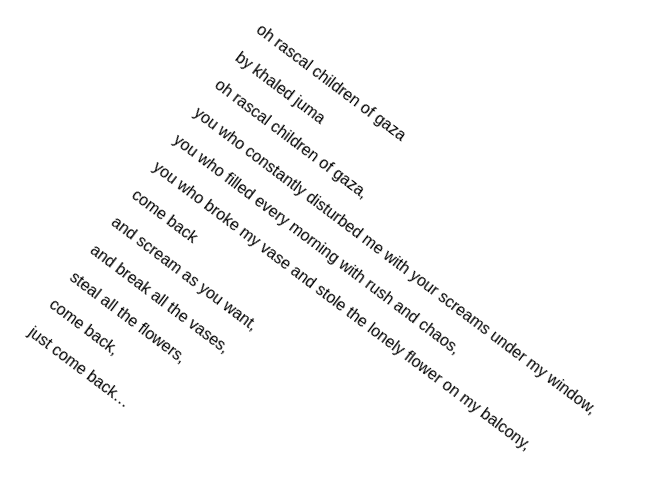 oh rascal children of gaza
by khaled juma
oh rascal children of gaza,
you who constantly disturbed me with your screams under my window,
you who filled every morning with rush and chaos,
you who broke my vase and stole the lonely flower on my balcony,
come back
and scream as you want,
and break all the vases,
steal all the flowers,
come back,
just come back...